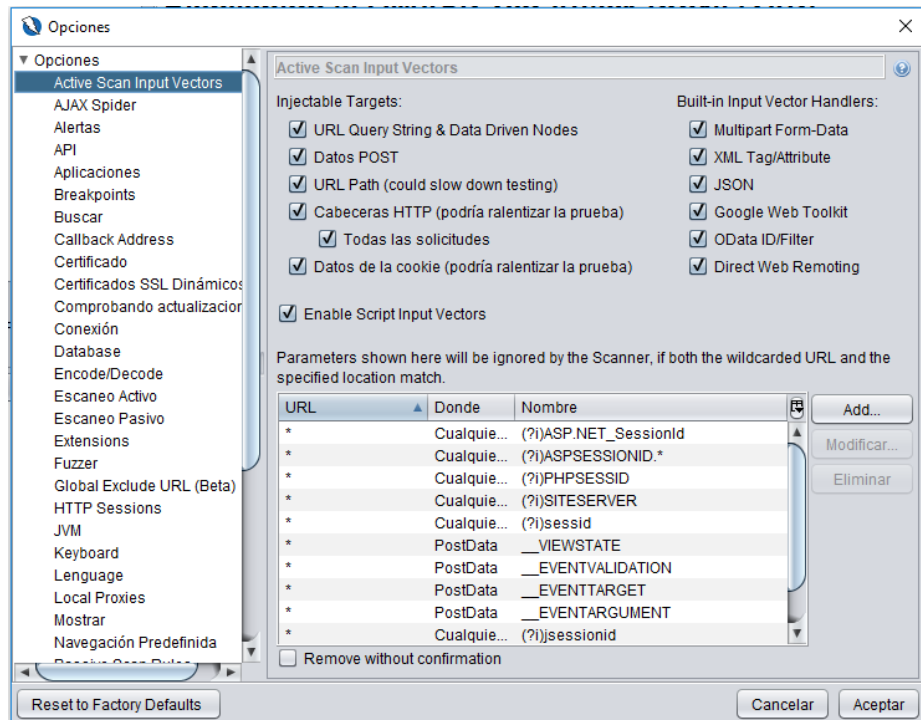 Opciones
Opciones
Active Scan Input Vectors
AJAX Spider
Alertas
API
Aplicaciones
Breakpoints
Buscar
Callback Address
Certificado
Certificados SSL Dinámicos
Comprobando actualizacion
Conexión
Database
Encode/Decode
Escaneo Activo
Escaneo Pasivo
Extensions
Fuzzer
Global Exclude URL (Beta)
HTTP Sessions
JVM
Keyboard
Lenguage
Local Proxies
Mostrar
Navegación Predefinida
Active Scan Input Vectors
Injectable Targets:
URL Query String & Data Driven Nodes
Datos POST
URL Path (could slow down testing)
Cabeceras HTTP (podría ralentizar la prueba)
Todas las solicitudes
Datos de la cookie (podría ralentizar la prueba)
Built-in Input Vector Handlers:
Multipart Form-Data
XML Tag/Attribute
JSON
Google Web Toolkit
OData ID/Filter
Direct Web Remoting
Enable Script Input Vectors
Parameters shown here will be ignored by the Scanner, if both the wildcarded URL and the
specified location match.
URL Donde Nombre
* Cualquie... (?i)ASP.NET_SessionId
* Cualquie... (?i)ASPSESSIONID.*
* Cualquie... (?i)PHPSESSID
* Cualquie... (?i)SITESERVER
* Cualquie... (?i)sessid
* PostData __VIEWSTATE
* PostData __EVENTVALIDATION
* PostData __EVENTTARGET
* PostData __EVENTARGUMENT
* Cualquie... (?i)jsessionid
Add...
Modificar...
Eliminar
Remove without confirmation
Reset to Factory Defaults
Cancelar
Aceptar